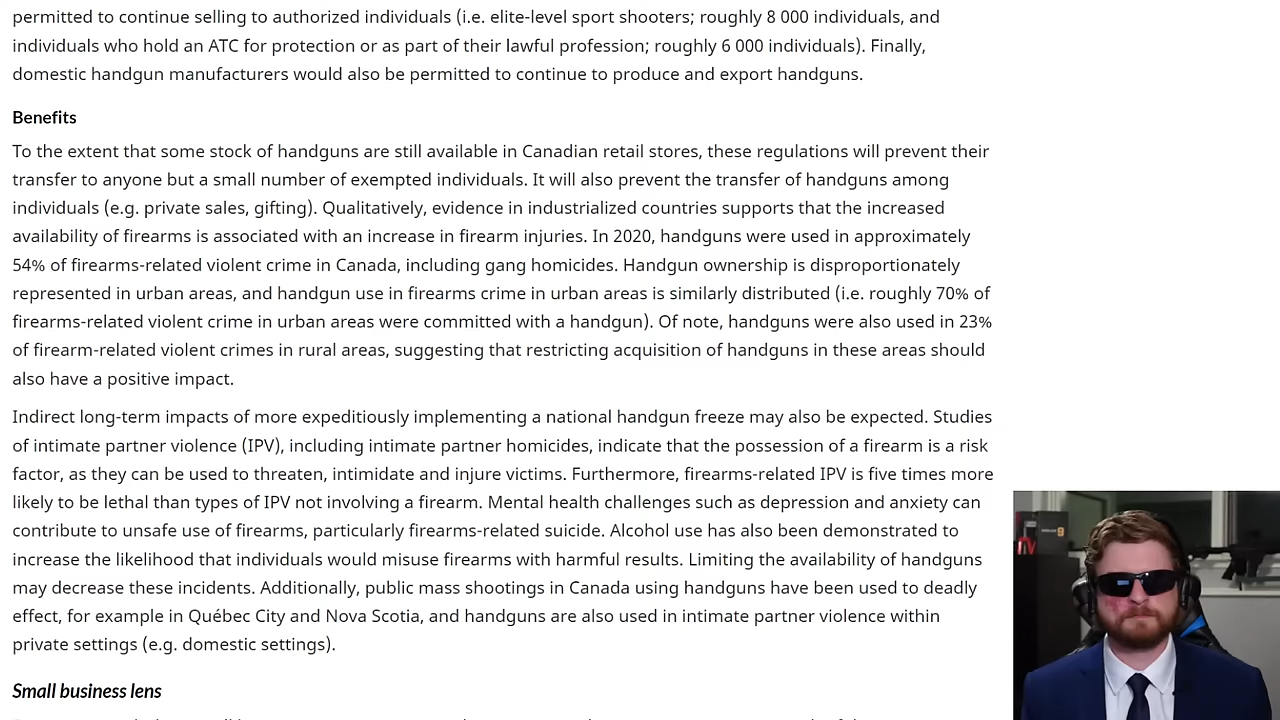 permitted to continue selling to authorized individuals (i.e. elite-level sport shooters; roughly 8 000 individuals, and
individuals who hold an ATC for protection or as part of their lawful profession; roughly 6 000 individuals). Finally,
domestic handgun manufacturers would also be permitted to continue to produce and export handguns.
Benefits
To the extent that some stock of handguns are still available in Canadian retail stores, these regulations will prevent their
transfer to anyone but a small number of exempted individuals. It will also prevent the transfer of handguns among
individuals (e.g. private sales, gifting). Qualitatively, evidence in industrialized countries supports that the increased
availability of firearms is associated with an increase in firearm injuries. In 2020, handguns were used in approximately
54% of firearms-related violent crime in Canada, including gang homicides. Handgun ownership is disproportionately
represented in urban areas, and handgun use in firearms crime in urban areas is similarly distributed (i.e. roughly 70% of
firearms-related violent crime in urban areas were committed with a handgun). Of note, handguns were also used in 23%
of firearm-related violent crimes in rural areas, suggesting that restricting acquisition of handguns in these areas should
also have a positive impact.
Indirect long-term impacts of more expeditiously implementing a national handgun freeze may also be expected. Studies
of intimate partner violence (IPV), including intimate partner homicides, indicate that the possession of a firearm is a risk
factor, as they can be used to threaten, intimidate and injure victims. Furthermore, firearms-related IPV is five times more
likely to be lethal than types of IPV not involving a firearm. Mental health challenges such as depression and anxiety can
contribute to unsafe use of firearms, particularly firearms-related suicide. Alcohol use has also been demonstrated to
increase the likelihood that individuals would misuse firearms with harmful results. Limiting the availability of handguns
may decrease these incidents. Additionally, public mass shootings in Canada using handguns have been used to deadly
effect, for example in Québec City and Nova Scotia, and handguns are also used in intimate partner violence within
private settings (e.g. domestic settings).
Small business lens